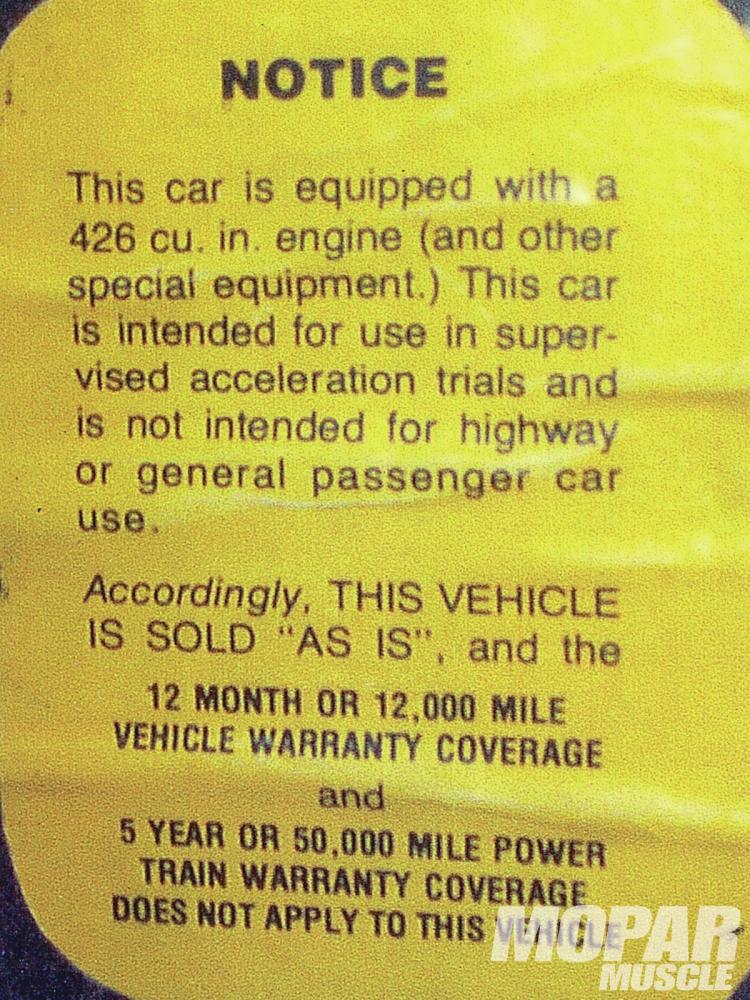 NOTICE
This car is equipped with a
426 cu. in. engine (and other
special equipment.) This car
is intended for use in super-
vised acceleration trials and
is not intended for highway
or general passenger car
use.
Accordingly, THIS VEHICLE
IS SOLD "AS IS", and the
12 MONTH OR 12,000 MILE
VEHICLE WARRANTY COVERAGE
and
5 YEAR OR 50,000 MILE POWER
TRAIN WARRANTY COVERAGE
DOES NOT APPLY TO THIS VEHICLE
MOPAR
MUSCLE